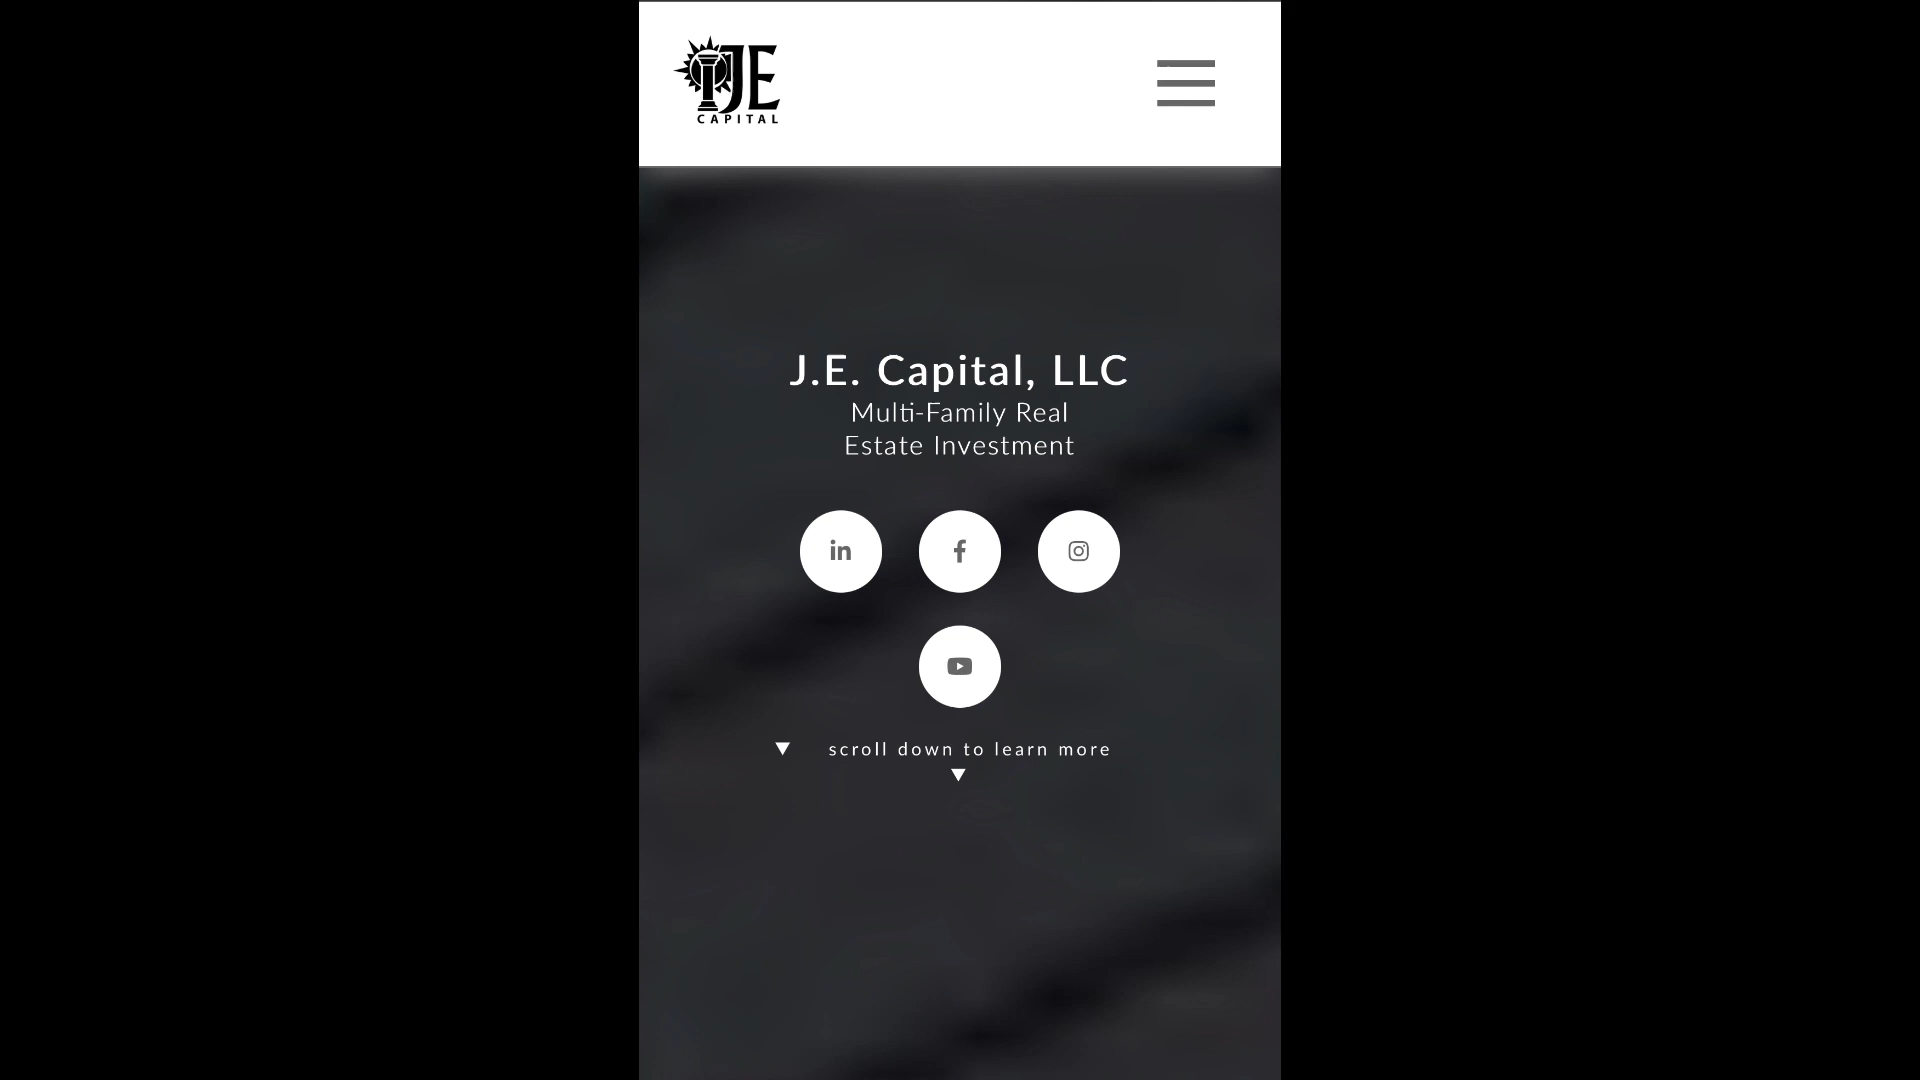 JE
CAPITAL
J.E. Capital, LLC
Multi-Family Real
Estate Investment
in
f
▼ scroll down to learn more
▼